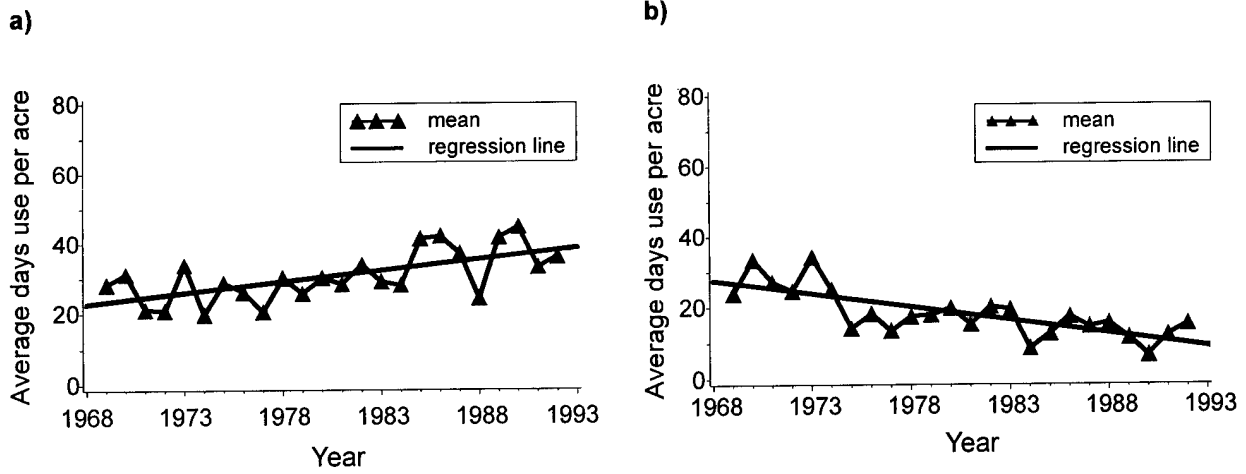 a)
Average days use per acre
80
60
40
20
0
mean
regression line
1968 1973 1978 1983 1988 1993
Year
b)
Average days use per acre
80
60
40
20
0
mean
regression line
1968 1973 1978 1983 1988 1993
Year